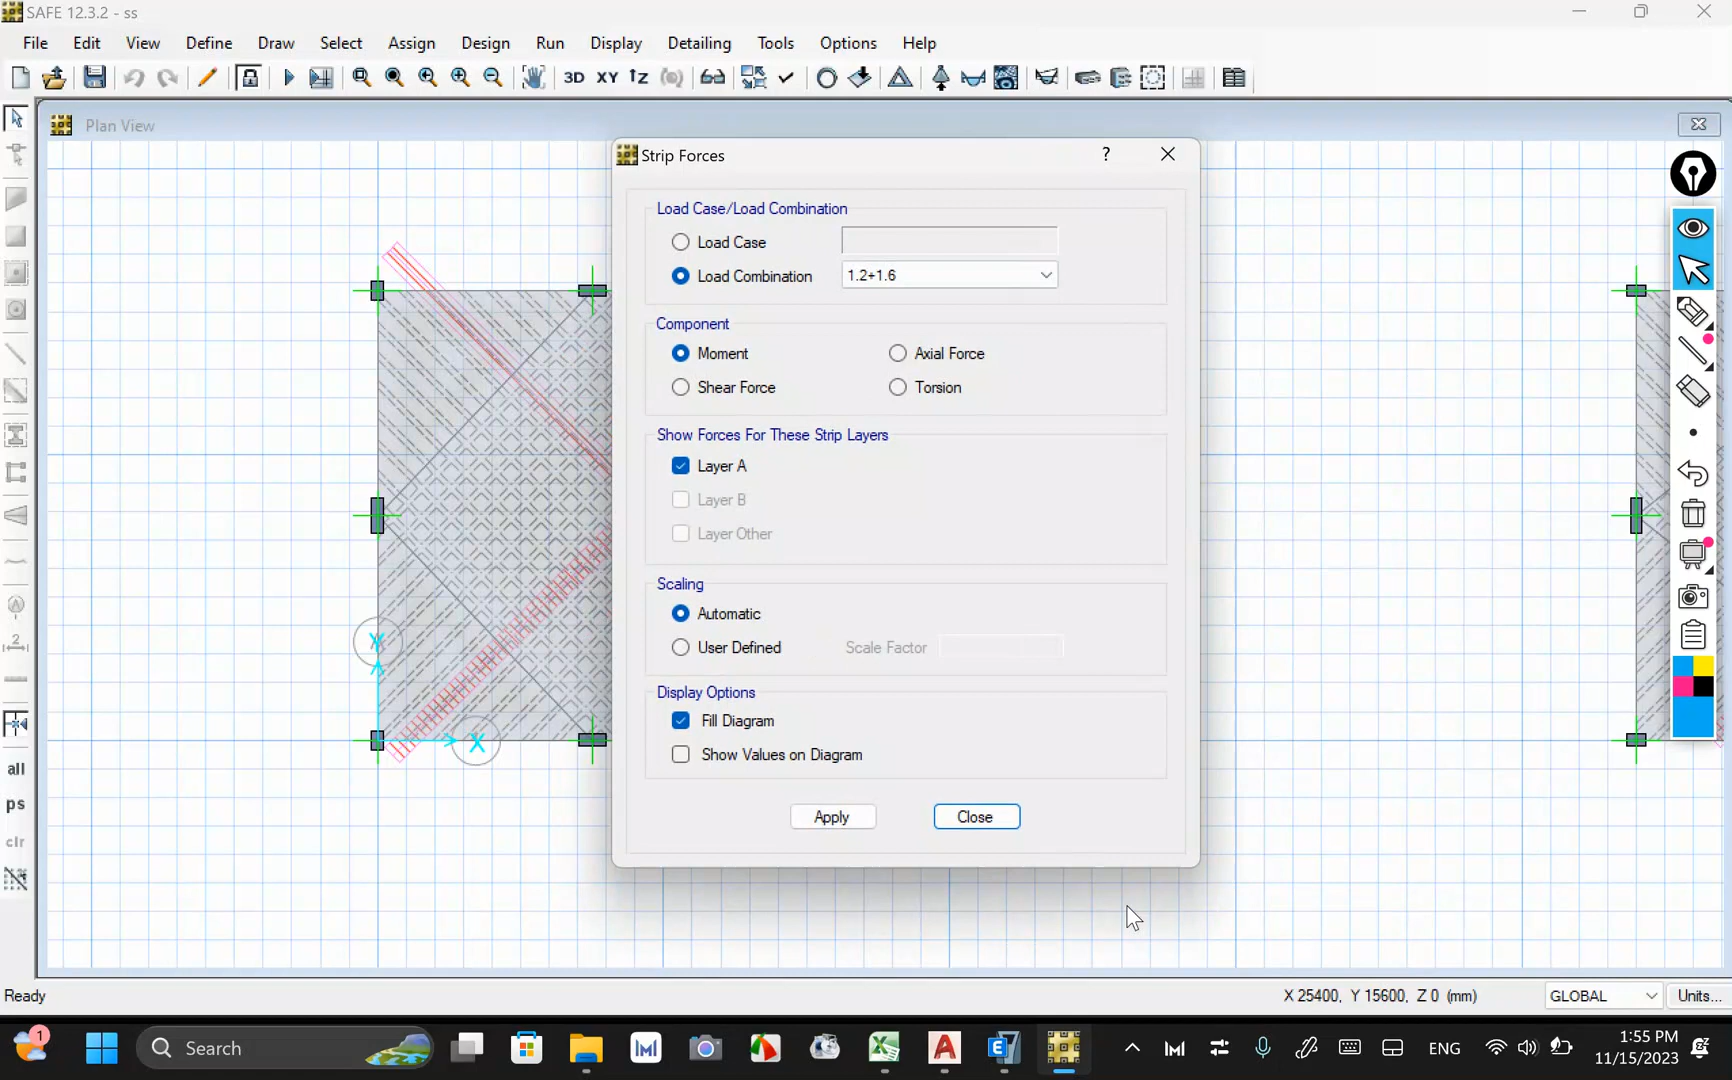 SAFE 12.3.2 - ss
File Edit View Define Draw Select Assign Design Run Display Detailing Tools Options Help
3D XY
Plan View
Strip Forces
?
Load Case/Load Combination
Load Case
Load Combination 1.2+1.6
Component
Moment Axial Force
Shear Force Torsion
Show Forces For These Strip Layers
Layer A
Layer B
Layer Other
Scaling
Automatic
User Defined Scale Factor
Display Options
Fill Diagram
Show Values on Diagram
Apply Close
Y
X
all
ps
clr
Ready X 25400, Y 15600, Z 0 (mm) GLOBAL Units...
1 Search ENG 1:55 PM
11/15/2023